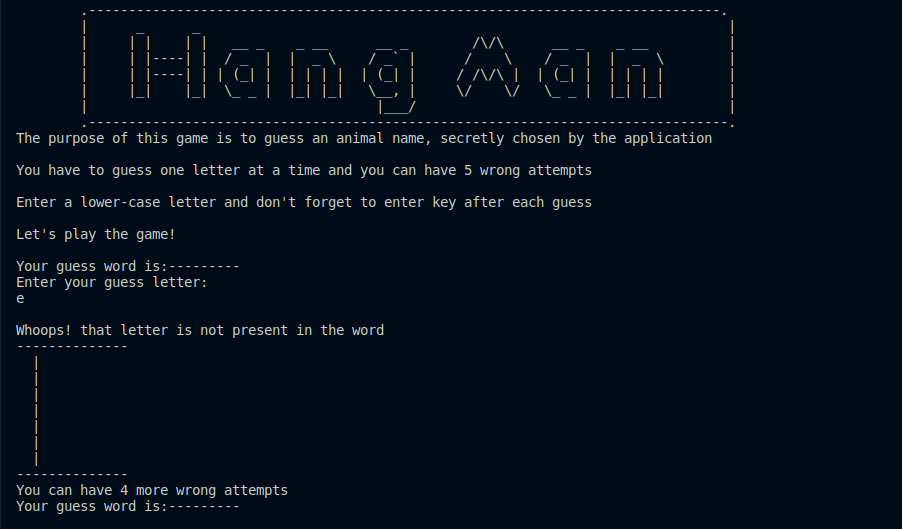 Hang Man
The purpose of this game is to guess an animal name, secretly chosen by the application
You have to guess one letter at a time and you can have 5 wrong attempts
Enter a lower-case letter and don't forget to enter key after each guess
Let's play the game!
Your guess word is:---------
Enter your guess letter:
e
Whoops! that letter is not present in the word
--------------
|
|
|
|
|
|
|
--------------
You can have 4 more wrong attempts
Your guess word is:---------